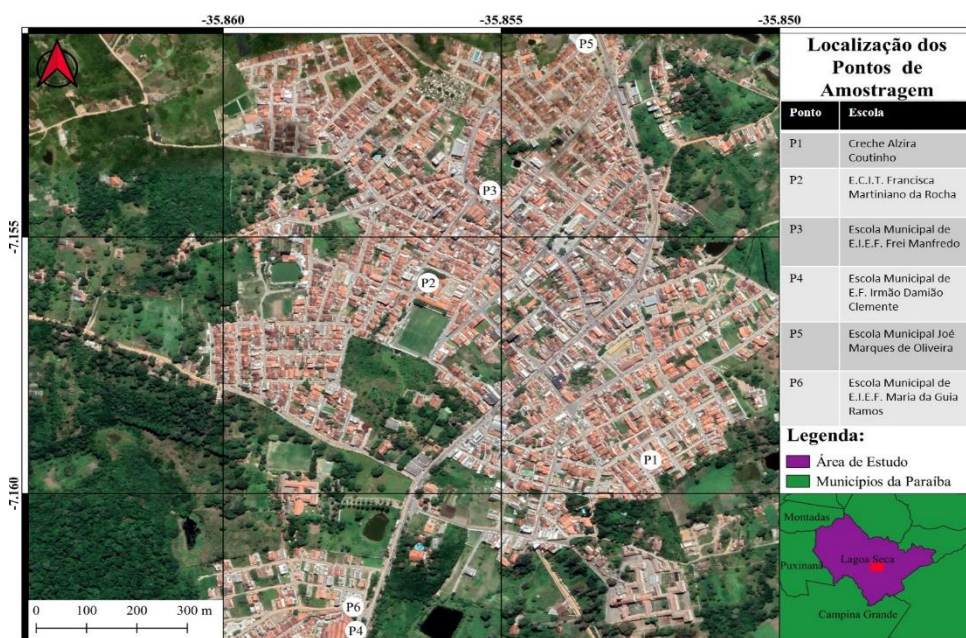 -35.860
-35.855
-35.850
-7.155
-7.160
P5
P3
P2
P1
P6
P4
0 100 200 300 m
Localização dos
Pontos de
Amostragem
Ponto Escola
P1 Creche Alzira
Coutinho
P2 E.C.I.T. Francisca
Martiniano da Rocha
P3 Escola Municipal de
E.I.E.F. Frei Manfredo
P4 Escola Municipal de
E.F. Irmão Damião
Clemente
P5 Escola Municipal Joé
Marques de Oliveira
P6 Escola Municipal de
E.I.E.F. Maria da Guia
Ramos
Legenda:
Área de Estudo
Municípios da Paraíba
Montadas
Puxinanã
Lagoa Seca
Campina Grande